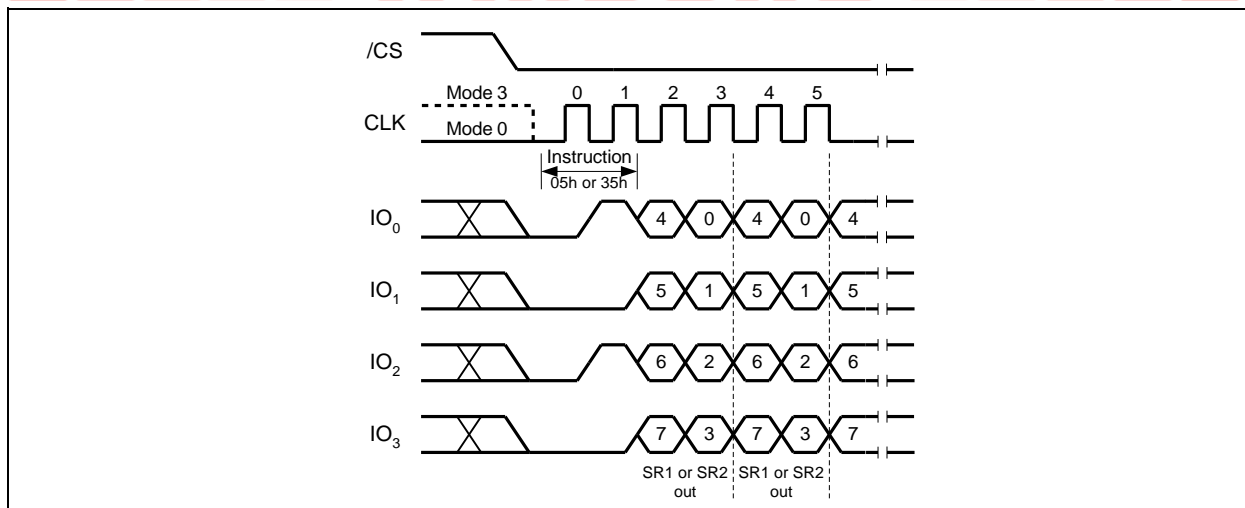 /CS
Mode 3 0 1 2 3 4 5
CLK
Mode 0
Instruction
05h or 35h
IO0 4 0 4 0 4
IO1 5 1 5 1 5
IO2 6 2 6 2 6
IO3 7 3 7 3 7
SR1 or SR2 SR1 or SR2
out out